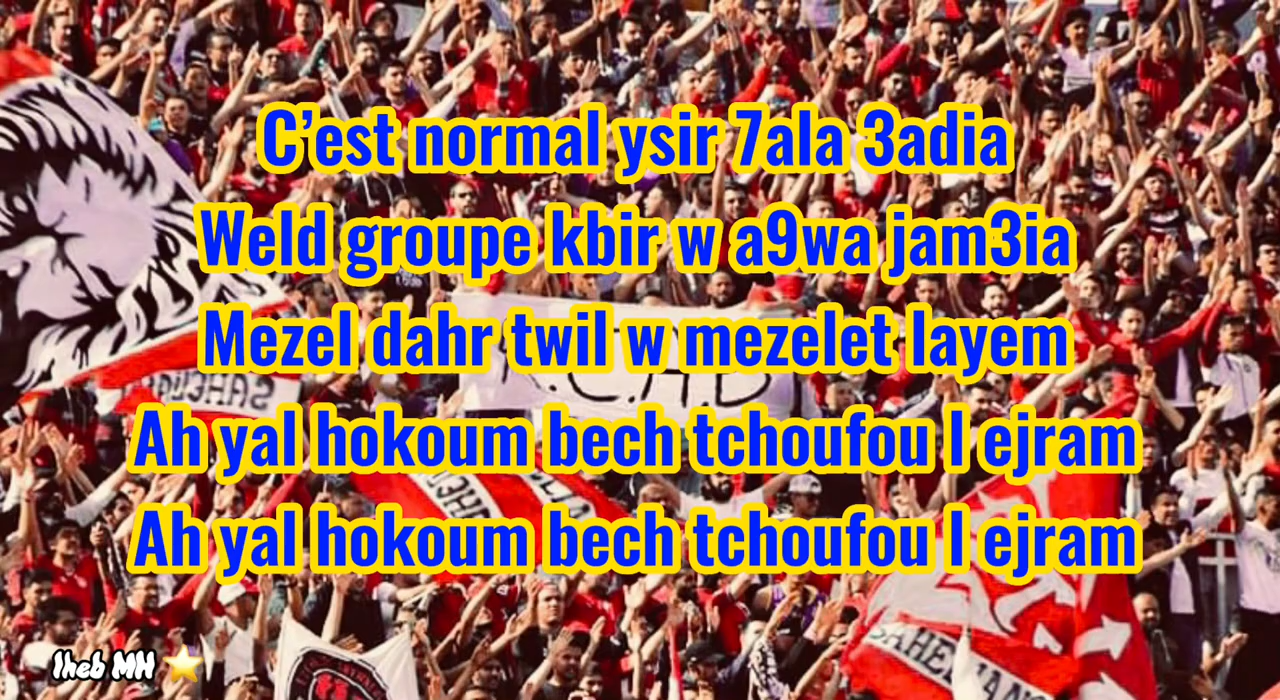 C'est normal ysir 7ala 3adia
Weld groupe kbir w a9wa jam3ia
Mezel dahr twil w mezelet layem
Ah yal hokoum bech tchoufou l ejram
Ah yal hokoum bech tchoufou l ejram
Iheb MH